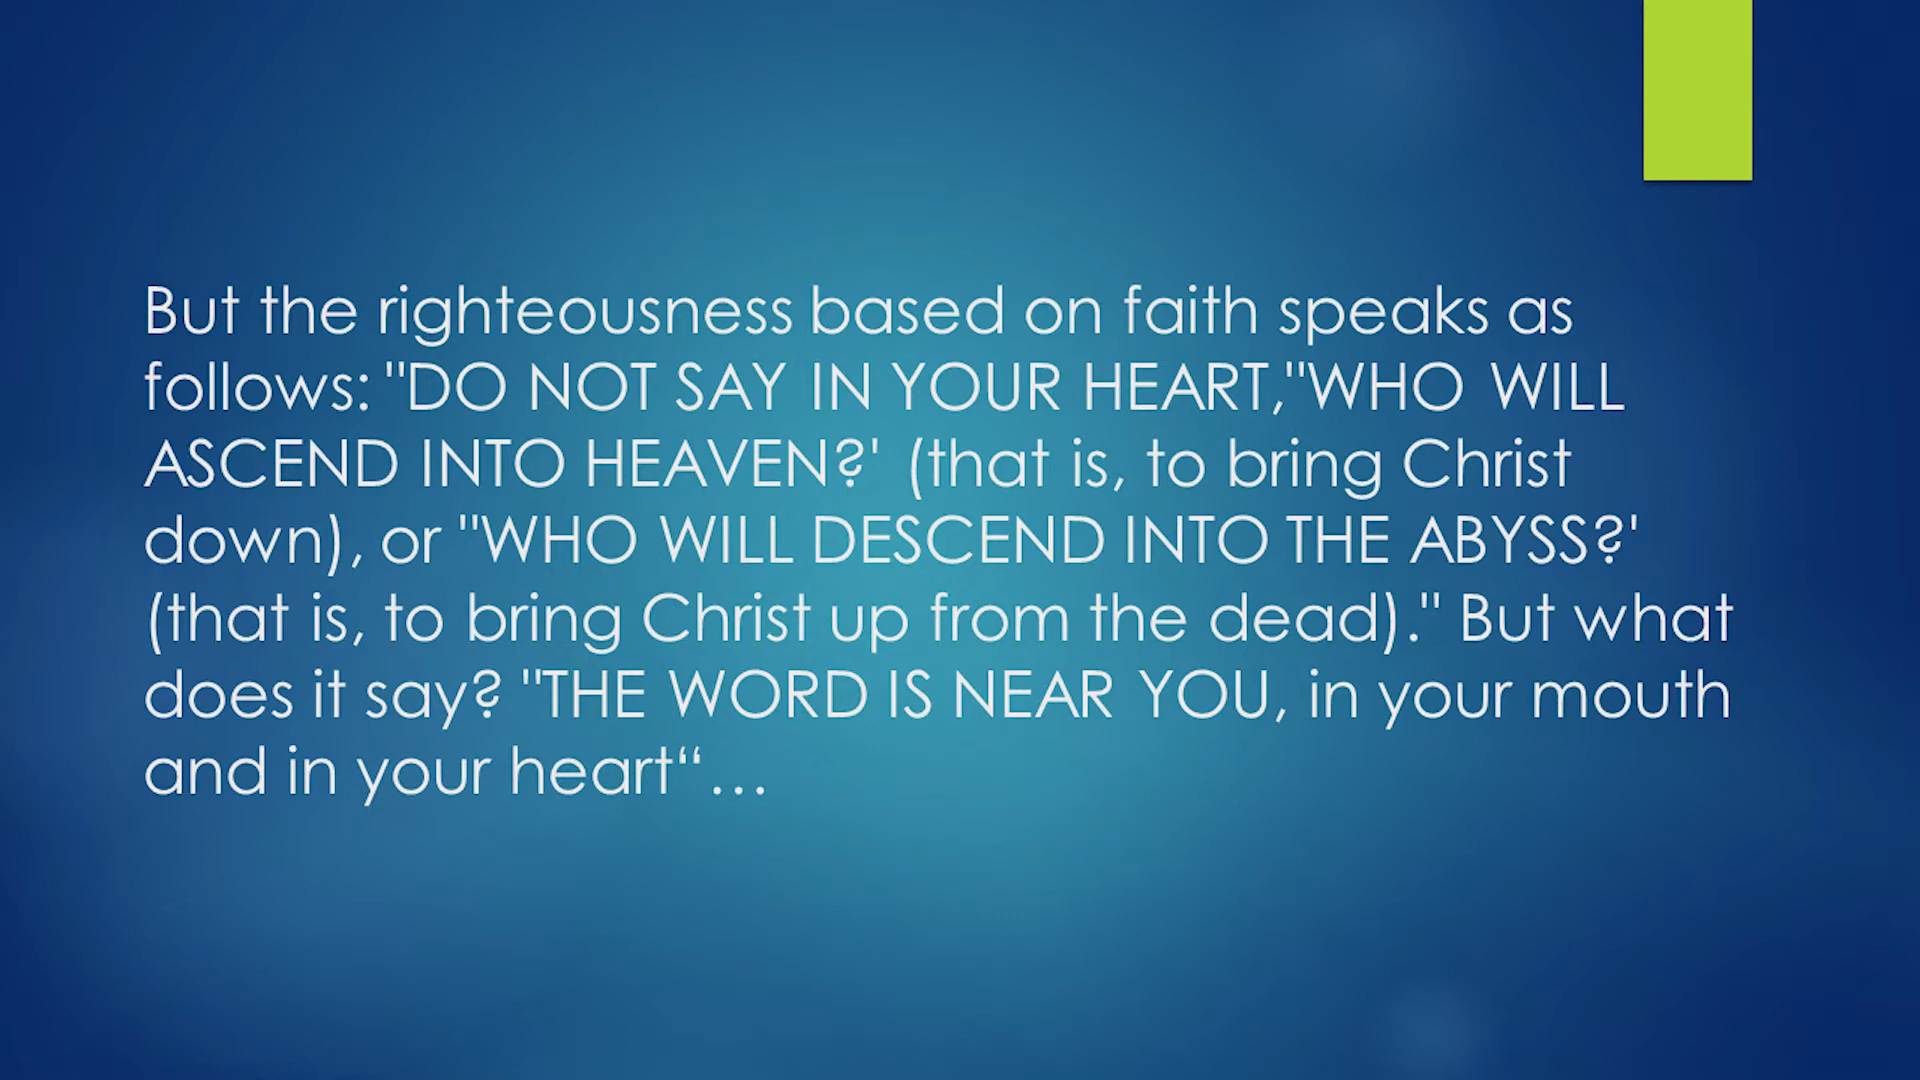 But the righteousness based on faith speaks as
follows: "DO NOT SAY IN YOUR HEART,"WHO WILL
ASCEND INTO HEAVEN?' (that is, to bring Christ
down), or "WHO WILL DESCEND INTO THE ABYSS?'
(that is, to bring Christ up from the dead)." But what
does it say? "THE WORD IS NEAR YOU, in your mouth
and in your heart“…